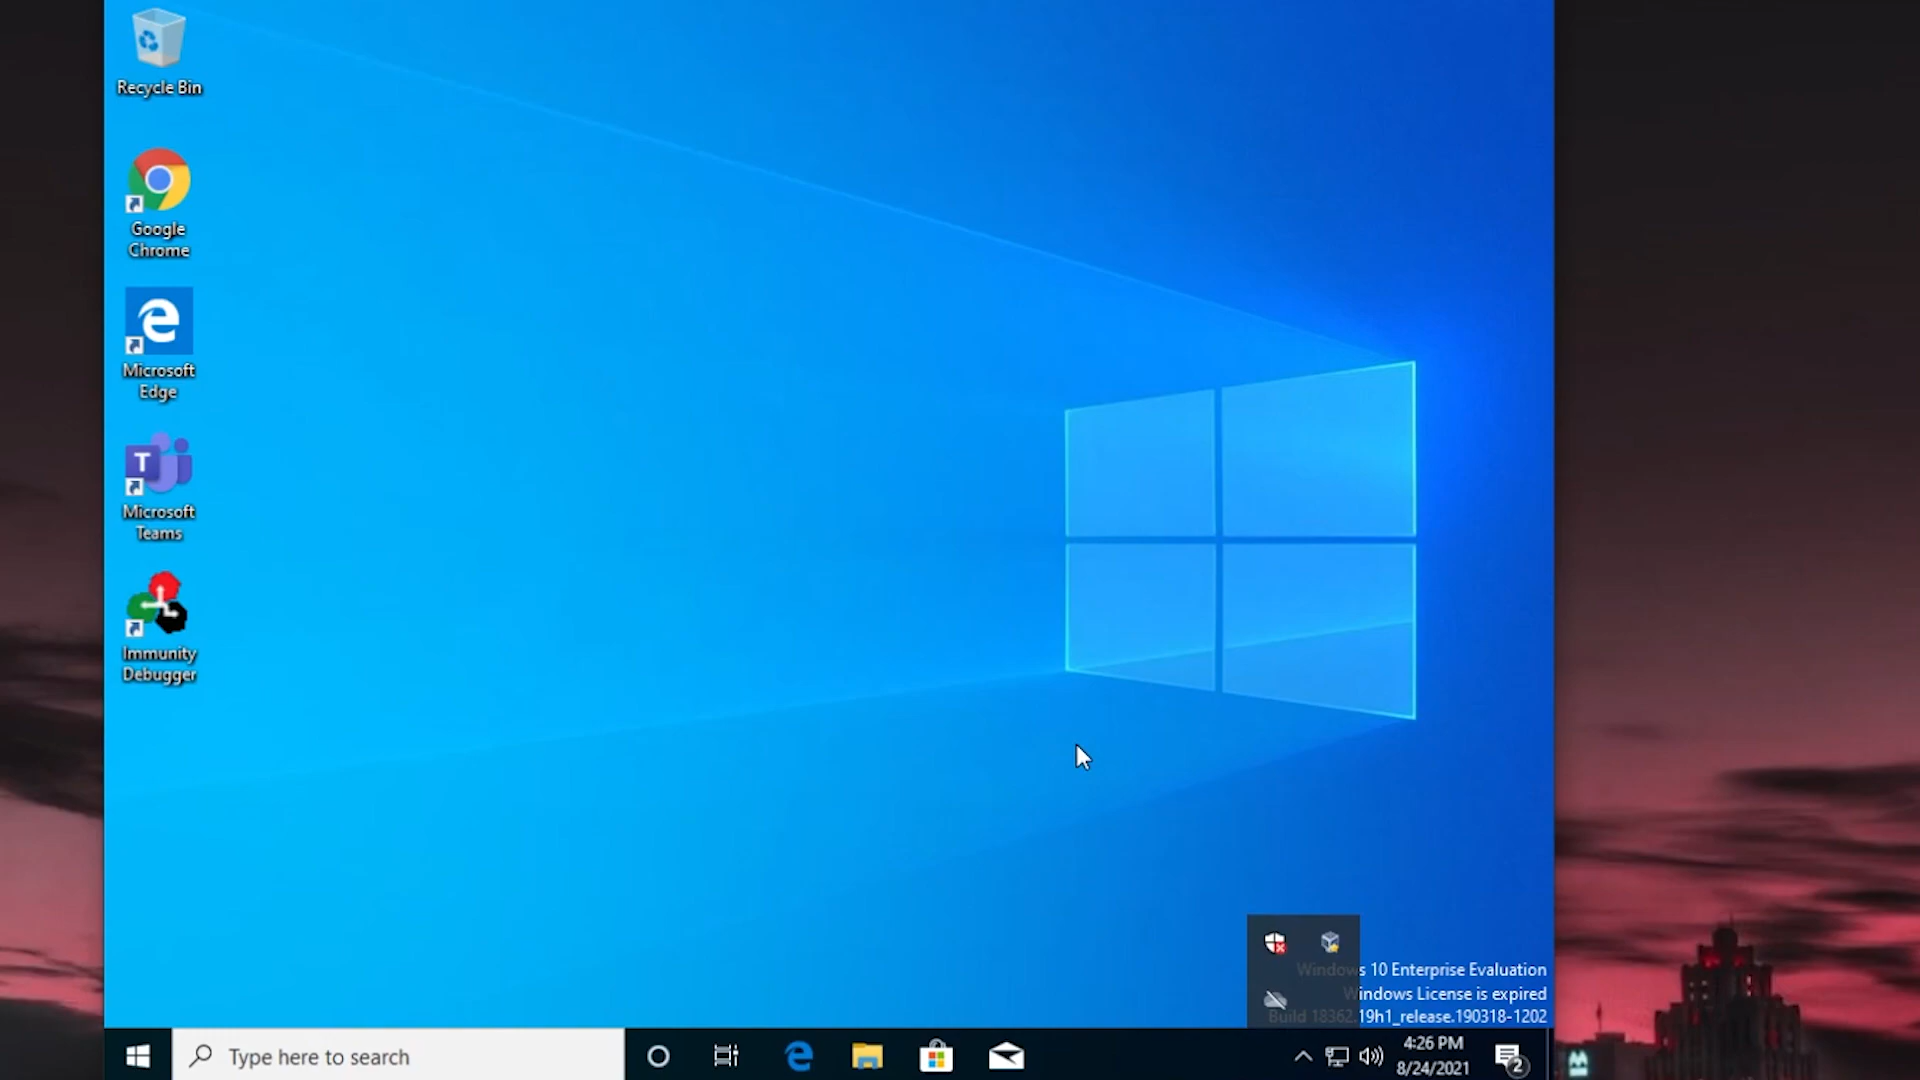 Recycle Bin
Google
Chrome
Microsoft
Edge
T
Microsoft
Teams
Immunity
Debugger
Windows 10 Enterprise Evaluation
Windows License is expired
Build 18362.19h1_release.190318-1202
Type here to search
4:26 PM
8/24/2021
2